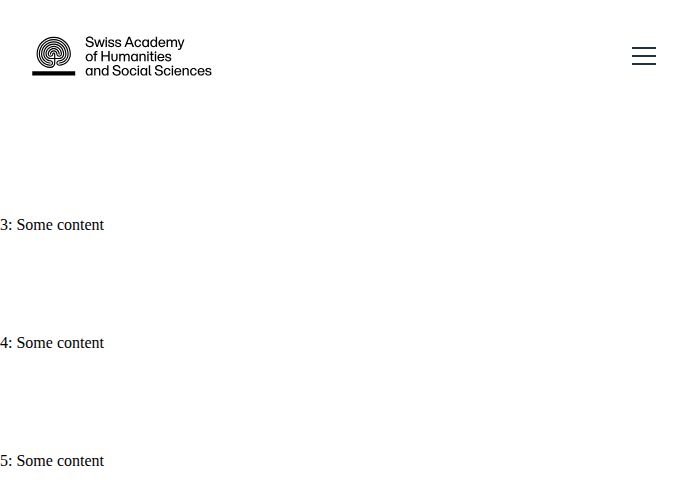 Swiss Academy
of Humanities
and Social Sciences
3: Some content
4: Some content
5: Some content